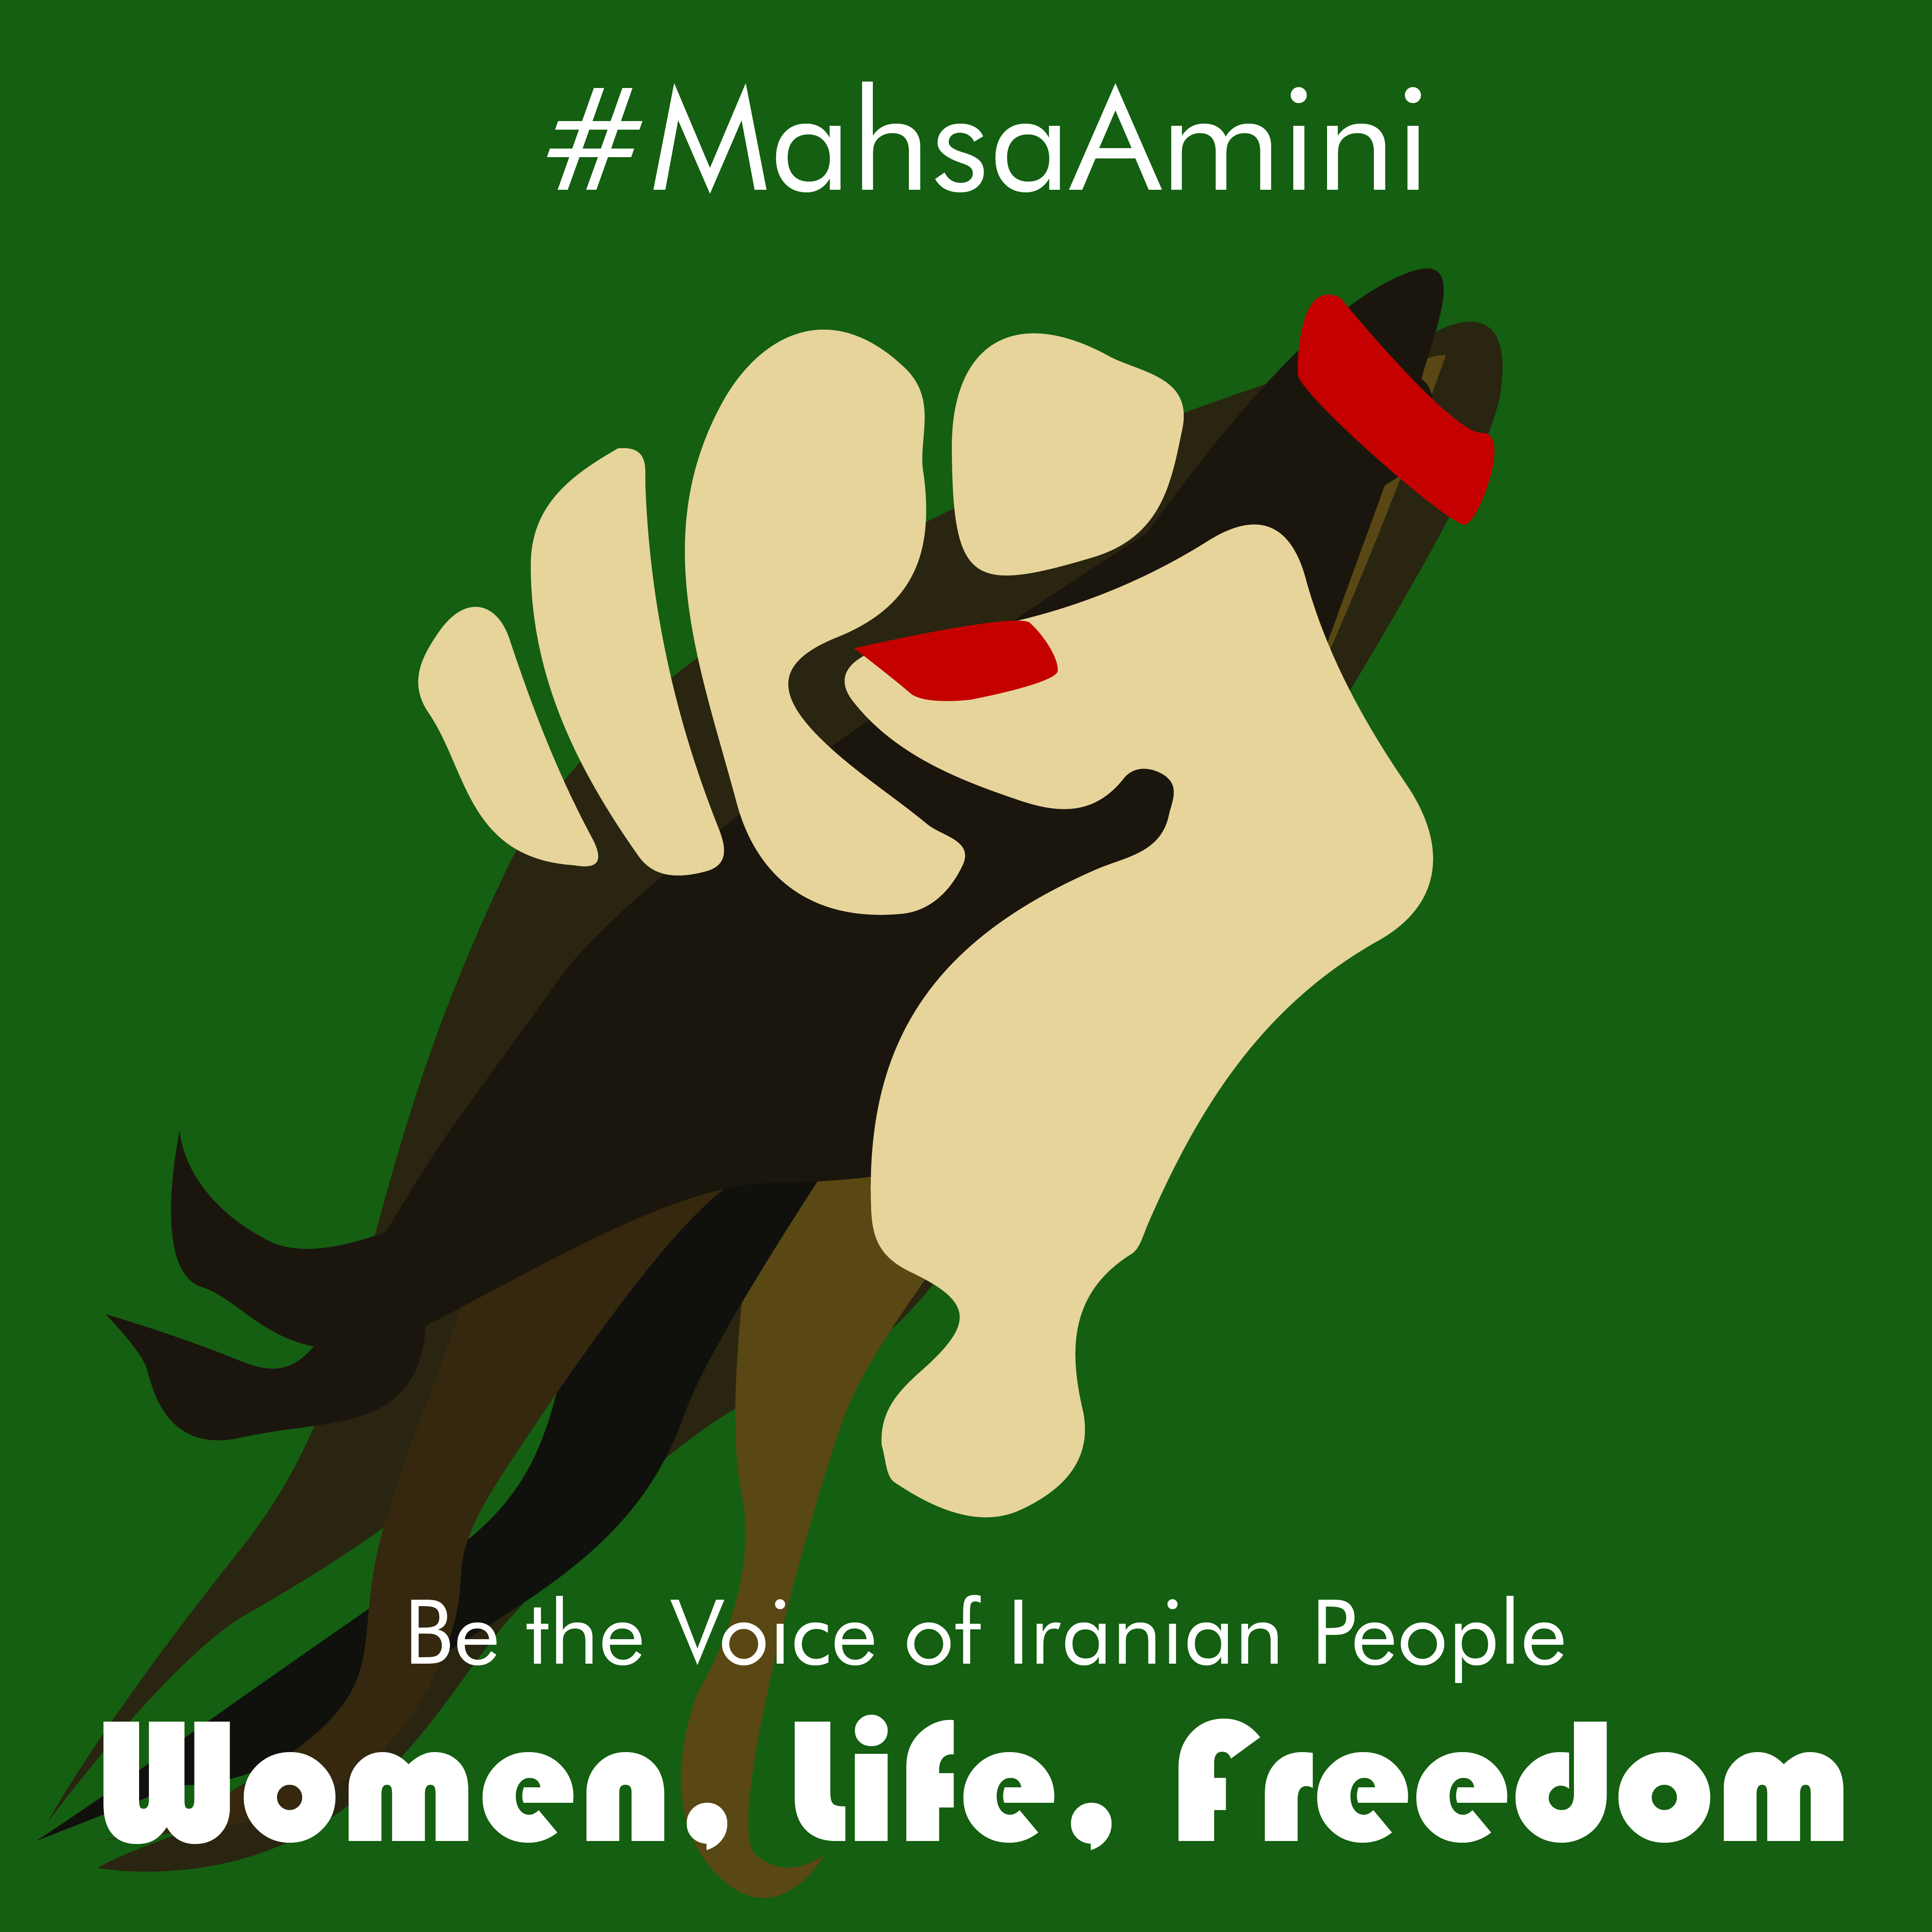 #MahsaAmini
Be the Voice of Iranian People
Women, Life, Freedom